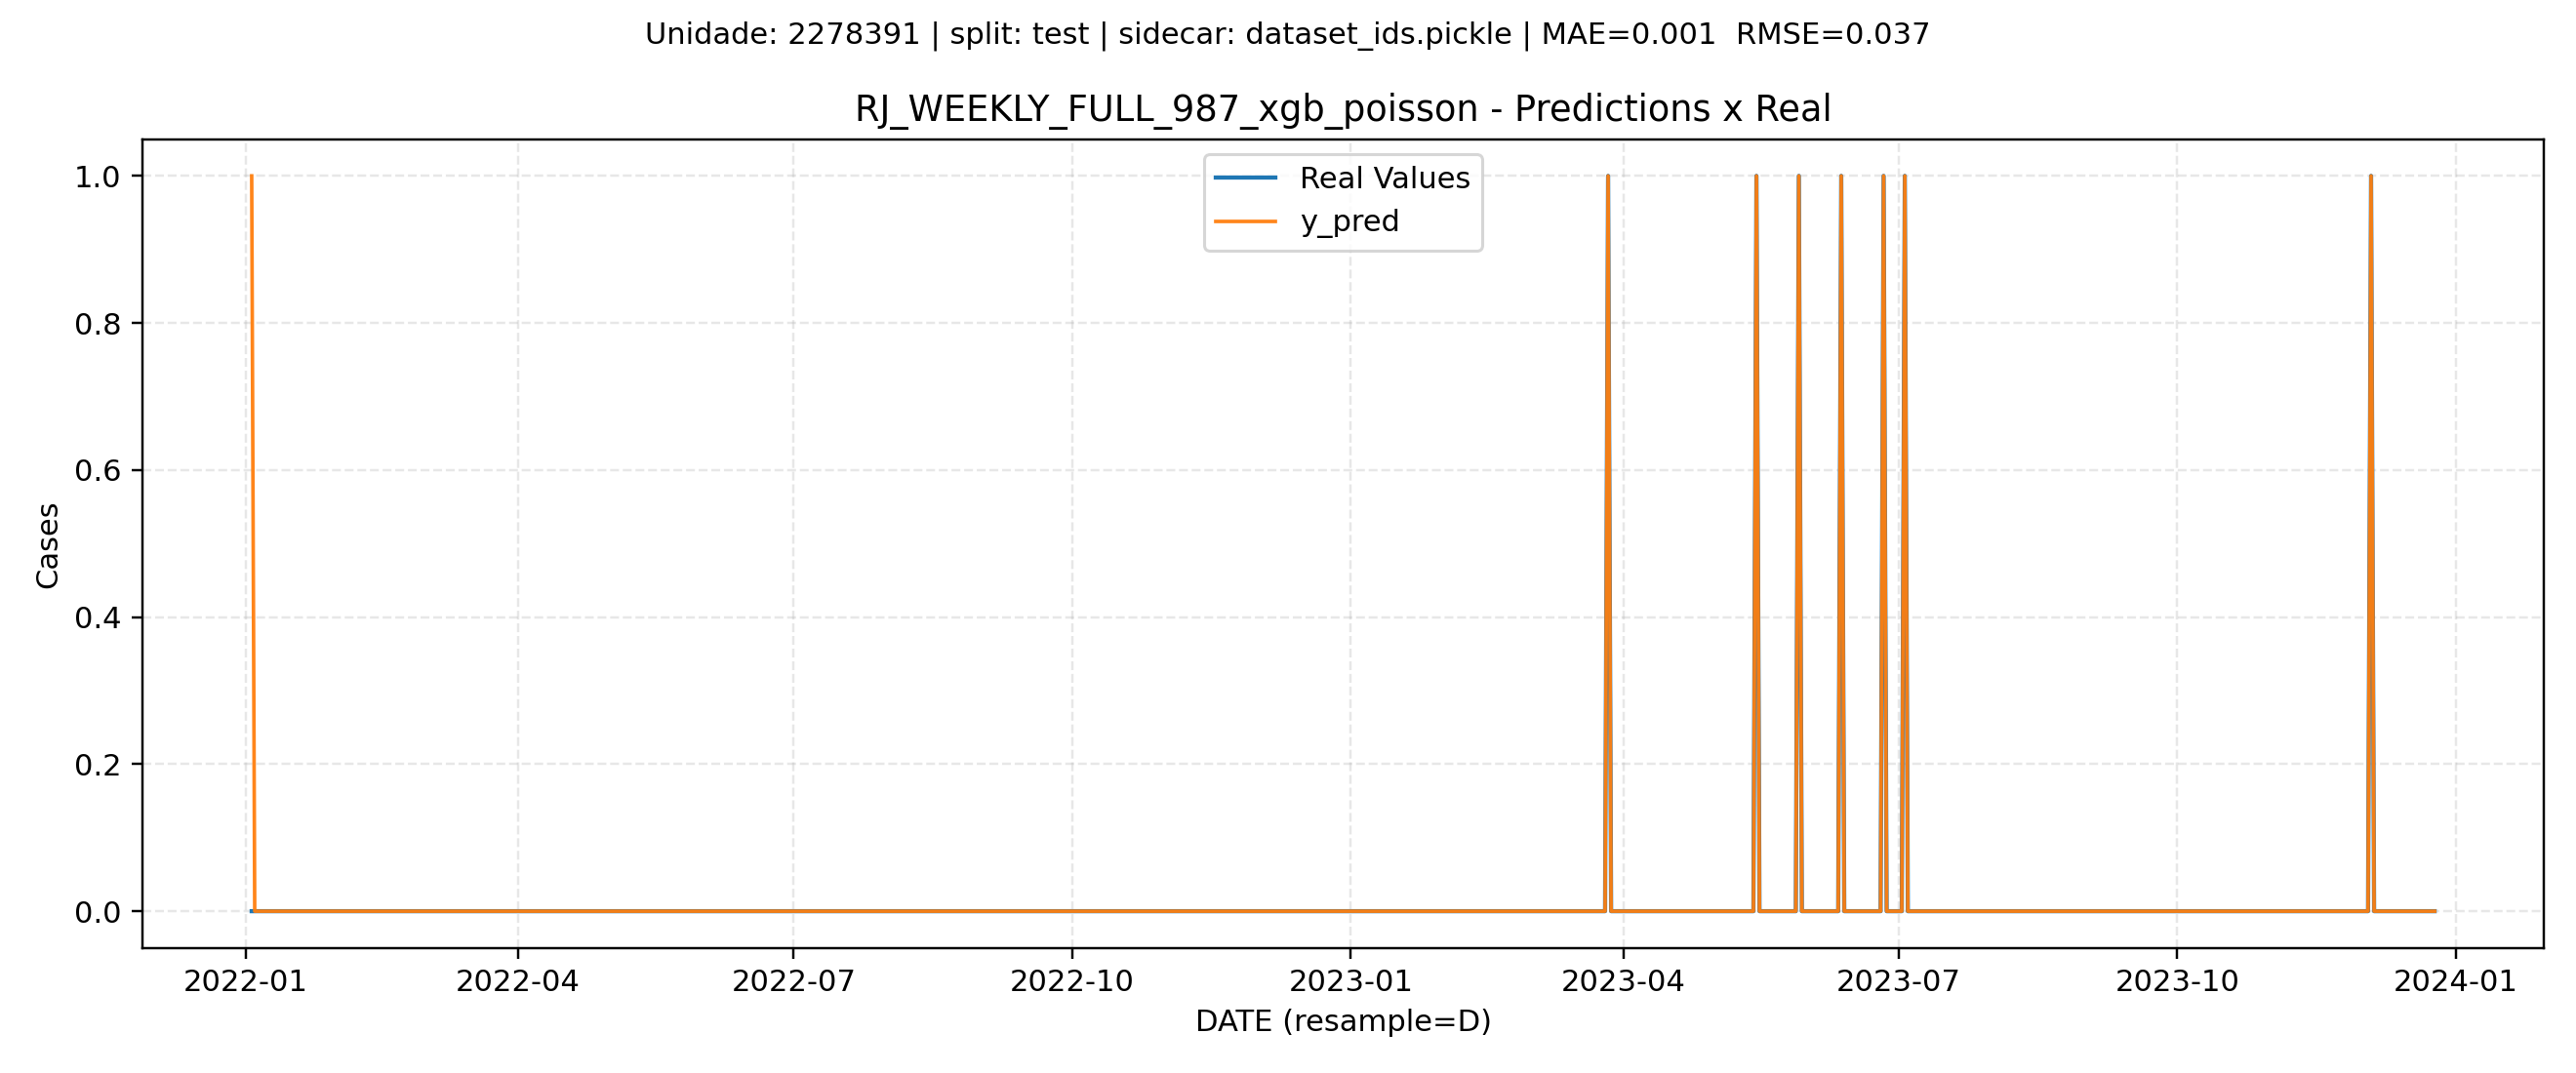 Unidade: 2278391 | split: test | sidecar: dataset_ids.pickle | MAE=0.001  RMSE=0.037
RJ_WEEKLY_FULL_987_xgb_poisson - Predictions x Real
Real Values
y_pred
Cases
1.0
0.8
0.6
0.4
0.2
0.0
2022-01
2022-04
2022-07
2022-10
2023-01
2023-04
2023-07
2023-10
2024-01
DATE (resample=D)